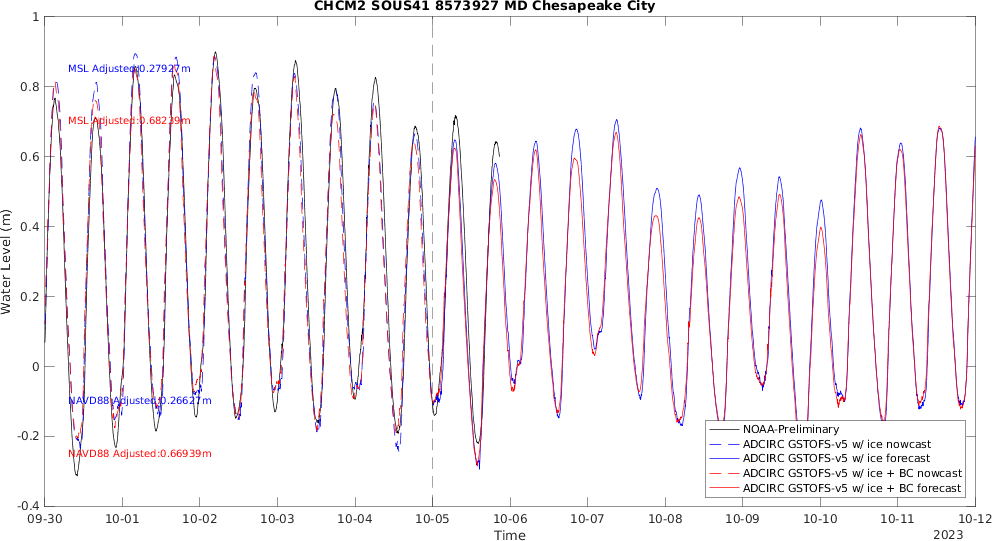 CHCM2 SOUS41 8573927 MD Chesapeake City
Water Level (m)
1
0.8
0.6
0.4
0.2
0
-0.2
-0.4
MSL Adjusted:0.27927m
MSL Adjusted:0.68239m
NAVD88 Adjusted:0.26627m
NAVD88 Adjusted:0.66939m
NOAA-Preliminary
ADCIRC GSTOFS-v5 w/ ice nowcast
ADCIRC GSTOFS-v5 w/ ice forecast
ADCIRC GSTOFS-v5 w/ ice + BC nowcast
ADCIRC GSTOFS-v5 w/ ice + BC forecast
09-30 10-01 10-02 10-03 10-04 10-05 10-06 10-07 10-08 10-09 10-10 10-11 10-12
Time
2023